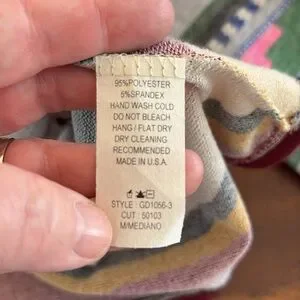 95%POLYESTER
5%SPANDEX
HAND WASH COLD
DO NOT BLEACH
HANG / FLAT DRY
DRY CLEANING
RECOMMENDED
MADE IN U.S.A.
STYLE : GD1056-3
CUT : 50103
M/MEDIANO